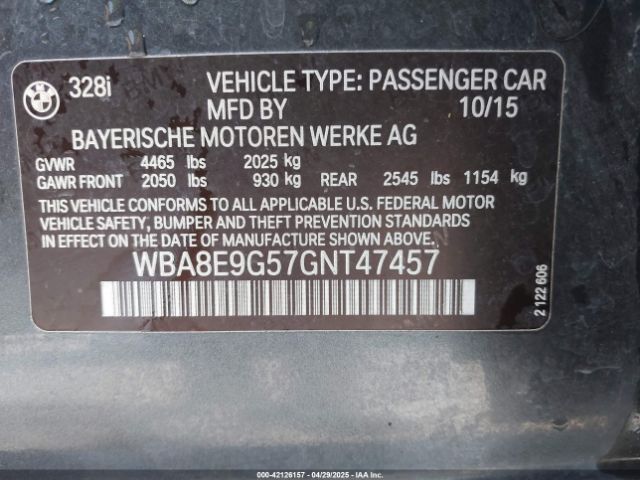 328i VEHICLE TYPE: PASSENGER CAR
MFD BY 10/15
BAYERISCHE MOTOREN WERKE AG
GVWR 4465 lbs 2025 kg
GAWR FRONT 2050 lbs 930 kg REAR 2545 lbs 1154 kg
THIS VEHICLE CONFORMS TO ALL APPLICABLE U.S. FEDERAL MOTOR
VEHICLE SAFETY, BUMPER AND THEFT PREVENTION STANDARDS
IN EFFECT ON THE DATE OF MANUFACTURE SHOWN ABOVE.
WBA8E9G57GNT47457
2 122 606
000-42126157 - 04/29/2025 - IAAI.COM